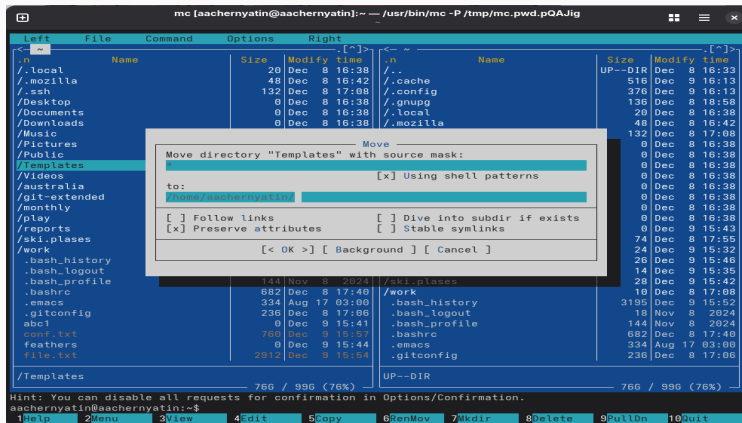 mc [aachernyatin@aachernyatin]:~ — /usr/bin/mc -P /tmp/mc.pwd.pQAJig
Left File Command Options Right
<─ ~ ─ .[^]> <─ ~ ─ .[^]>
.n Name Size Modify time .n Name Size Modify time
/.local 20 Dec 8 16:38 /.. UP--DIR Dec 8 16:33
/.mozilla 48 Dec 8 16:42 /.cache 516 Dec 9 16:13
/.ssh 132 Dec 8 17:08 /.config 376 Dec 9 16:13
/Desktop 0 Dec 8 16:38 /.gnupg 136 Dec 8 18:58
/Documents 0 Dec 8 16:38 /.local 20 Dec 8 16:38
/Downloads 0 Dec 8 16:38 /.mozilla 48 Dec 8 16:42
/Music 132 Dec 8 17:08
/Pictures 0 Dec 8 16:38
/Public 0 Dec 8 16:38
/Templates 0 Dec 8 16:38
/Videos 0 Dec 8 16:38
/australia 0 Dec 8 16:38
/git-extended 0 Dec 8 16:38
/monthly 0 Dec 8 16:38
/play 0 Dec 8 16:38
/reports 0 Dec 9 15:43
/ski.plases 74 Dec 8 17:55
/work 24 Dec 9 15:32
.bash_history 26 Dec 9 15:46
.bash_logout 14 Dec 9 15:35
.bash_profile 144 Nov 8 2024 /ski.plases 28 Dec 9 15:42
.bashrc 682 Dec 8 17:40 /work 10 Dec 8 17:08
.emacs 334 Aug 17 03:00 .bash_history 3195 Dec 9 15:52
.gitconfig 236 Dec 8 17:06 .bash_logout 18 Nov 8 2024
abc1 0 Dec 9 15:41 .bash_profile 144 Nov 8 2024
conf.txt 760 Dec 9 15:57 .bashrc 682 Dec 8 17:40
feathers 0 Dec 9 15:44 .emacs 334 Aug 17 03:00
file.txt 2912 Dec 9 15:54 .gitconfig 236 Dec 8 17:06
Move
Move directory "Templates" with source mask:
*
[x] Using shell patterns
to:
/home/aachernyatin/
[ ] Follow links [ ] Dive into subdir if exists
[x] Preserve attributes [ ] Stable symlinks
[< OK >] [ Background ] [ Cancel ]
/Templates UP--DIR
76G / 99G (76%) 76G / 99G (76%)
Hint: You can disable all requests for confirmation in Options/Confirmation.
aachernyatin@aachernyatin:~$
1Help 2Menu 3View 4Edit 5Copy 6RenMov 7Mkdir 8Delete 9PullDn 10Quit